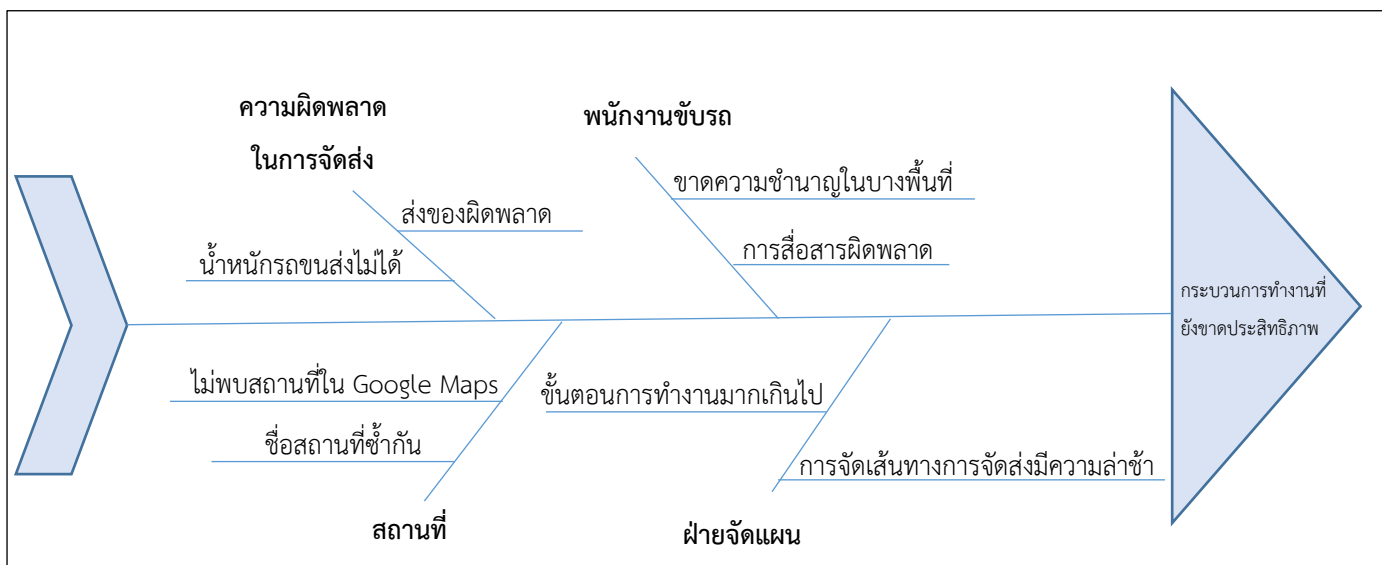 ความผิดพลาด
ในการจัดส่ง
พนักงานขับรถ
ขาดความชำนาญในบางพื้นที่
ส่งของผิดพลาด
การสื่อสารผิดพลาด
น้ำหนักรถขนส่งไม่ได้
กระบวนการทำงานที่
ยังขาดประสิทธิภาพ
ไม่พบสถานที่ใน Google Maps
ขั้นตอนการทำงานมากเกินไป
ชื่อสถานที่ซ้ำกัน
การจัดเส้นทางการจัดส่งมีความล่าช้า
สถานที่
ฝ่ายจัดแผน